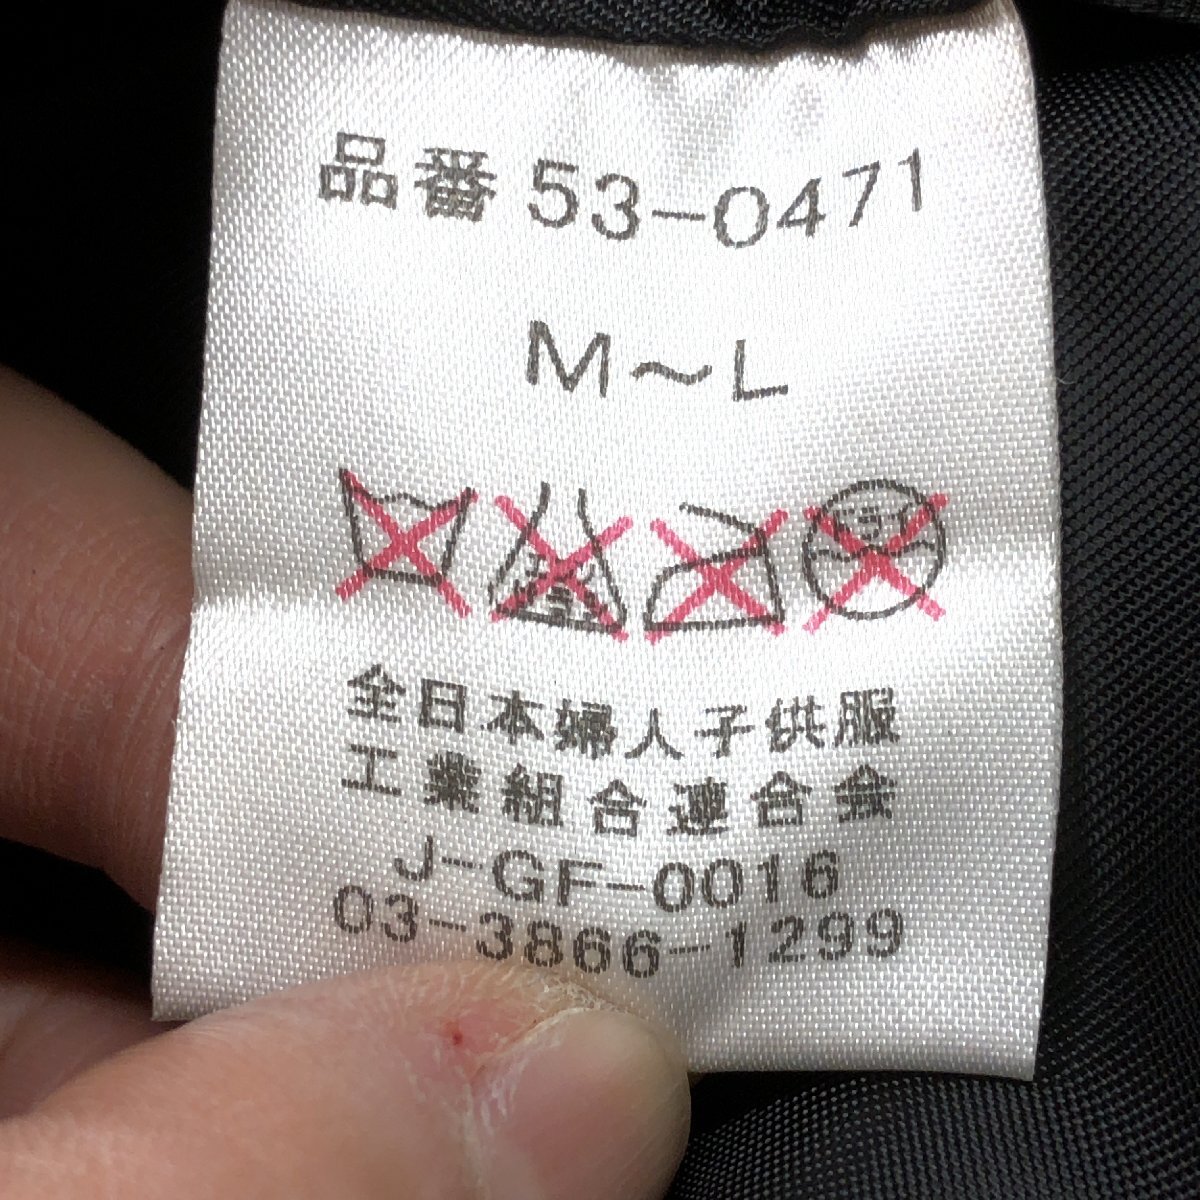 品番 53-0471
M～L
全日本婦人子供服
工業組合連合会
J-GF-0016
03-3866-1299